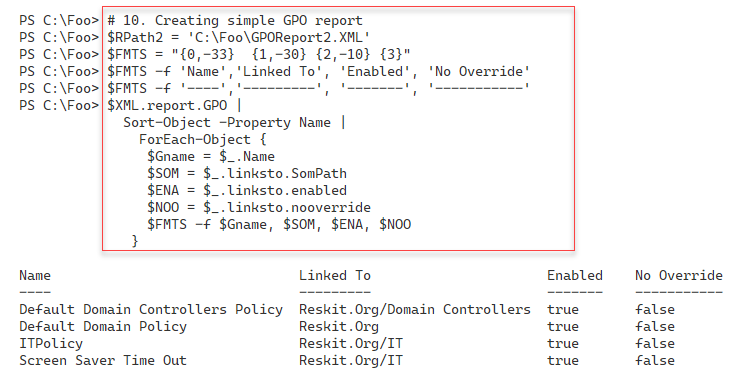 PS C:\Foo> # 10. Creating simple GPO report
PS C:\Foo> $RPath2 = 'C:\Foo\GPOReport2.XML'
PS C:\Foo> $FMTS = "{0,-33}  {1,-30} {2,-10} {3}"
PS C:\Foo> $FMTS -f 'Name','Linked To', 'Enabled', 'No Override'
PS C:\Foo> $FMTS -f '----','---------', '-------', '-----------'
PS C:\Foo> $XML.report.GPO |
Sort-Object -Property Name |
ForEach-Object {
$Gname = $_.Name
$SOM = $_.linksto.SomPath
$ENA = $_.linksto.enabled
$NOO = $_.linksto.nooverride
$FMTS -f $Gname, $SOM, $ENA, $NOO
}
Name Linked To Enabled No Override
---- --------- ------- -----------
Default Domain Controllers Policy Reskit.Org/Domain Controllers true false
Default Domain Policy Reskit.Org true false
ITPolicy Reskit.Org/IT true false
Screen Saver Time Out Reskit.Org/IT true false